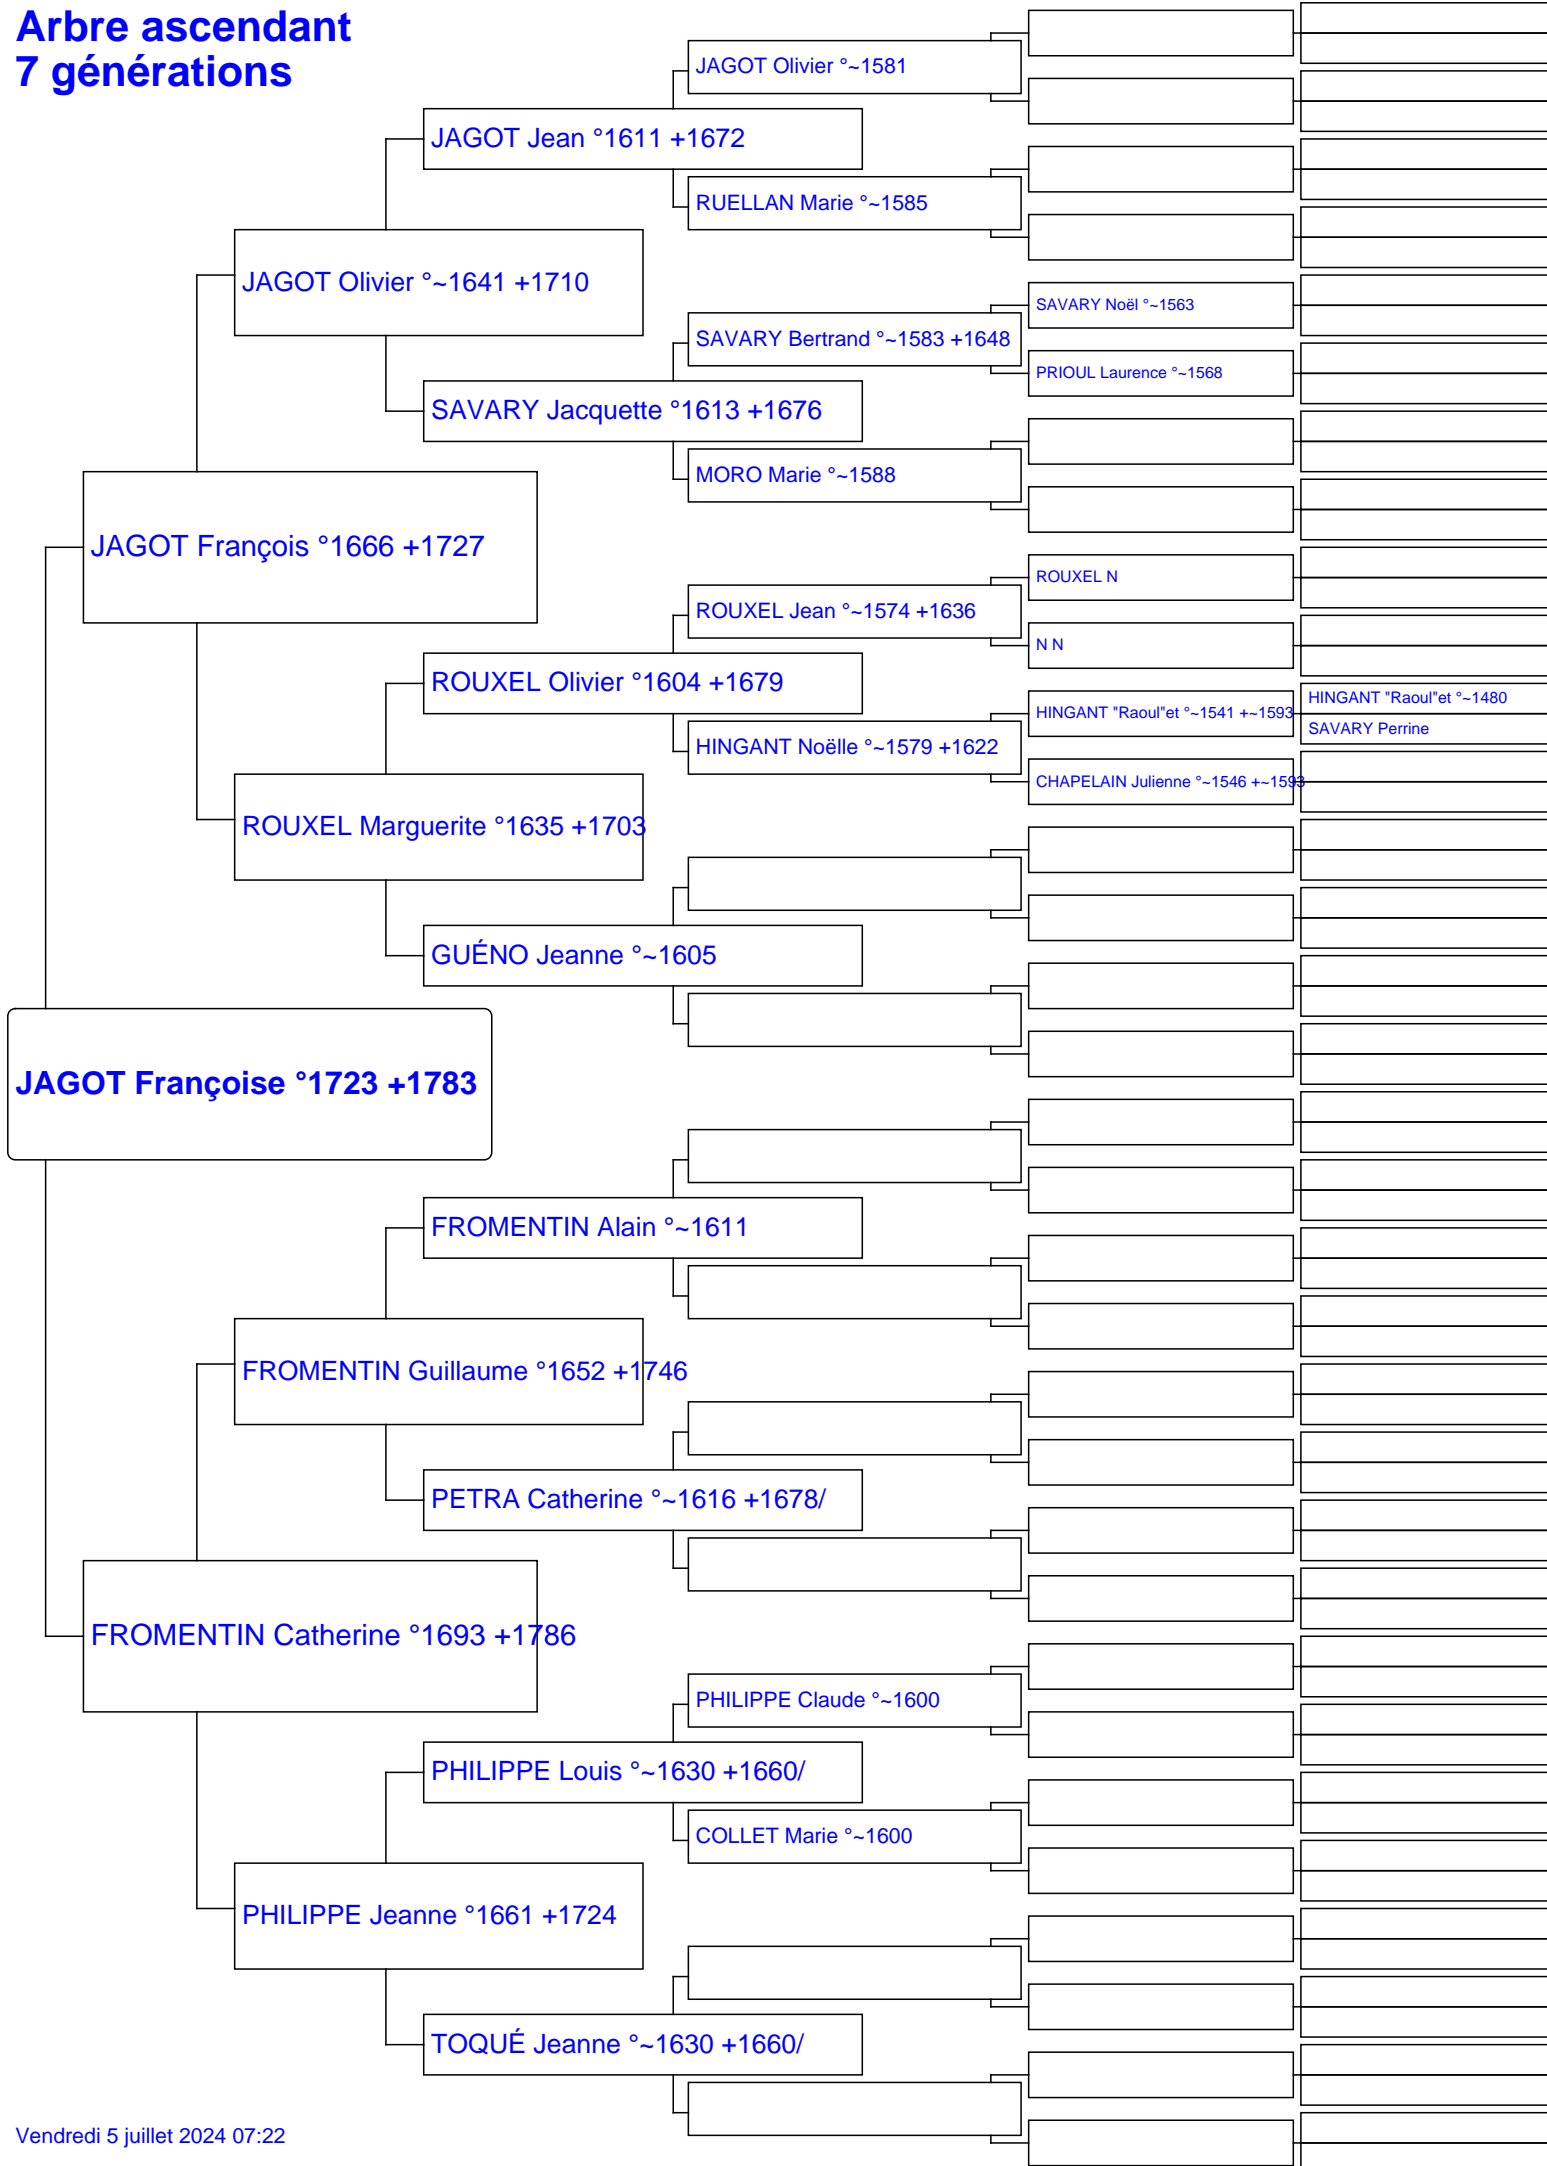 Arbre ascendant
7 générations
JAGOT Olivier °~1581
JAGOT Jean °1611 +1672
RUELLAN Marie °~1585
JAGOT Olivier °~1641 +1710
SAVARY Noël °~1563
SAVARY Bertrand °~1583 +1648
PRIOUL Laurence °~1568
SAVARY Jacquette °1613 +1676
MORO Marie °~1588
JAGOT François °1666 +1727
ROUXEL N
ROUXEL Jean °~1574 +1636
N N
ROUXEL Olivier °1604 +1679
HINGANT "Raoul"et °~1480
HINGANT "Raoul"et °~1541 +~1593
SAVARY Perrine
HINGANT Noëlle °~1579 +1622
CHAPELAIN Julienne °~1546 +~1593
ROUXEL Marguerite °1635 +1703
GUÉNO Jeanne °~1605
JAGOT Françoise °1723 +1783
FROMENTIN Alain °~1611
FROMENTIN Guillaume °1652 +1746
PETRA Catherine °~1616 +1678/
FROMENTIN Catherine °1693 +1786
PHILIPPE Claude °~1600
PHILIPPE Louis °~1630 +1660/
COLLET Marie °~1600
PHILIPPE Jeanne °1661 +1724
TOQUÉ Jeanne °~1630 +1660/
Vendredi 5 juillet 2024 07:22